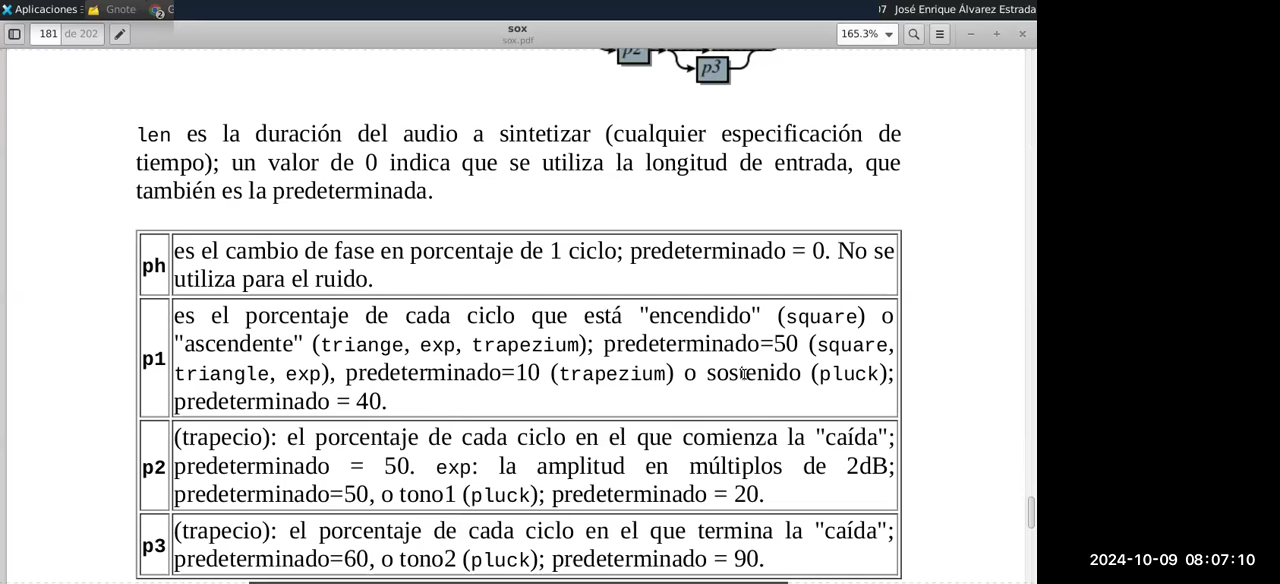 Aplicaciones Gnote
José Enrique Álvarez Estrada
181 de 202
sox
sox.pdf
165.3%
p2
p3
len es la duración del audio a sintetizar (cualquier especificación de
tiempo); un valor de 0 indica que se utiliza la longitud de entrada, que
también es la predeterminada.
ph
es el cambio de fase en porcentaje de 1 ciclo; predeterminado = 0. No se
utiliza para el ruido.
p1
es el porcentaje de cada ciclo que está "encendido" (square) o
"ascendente" (triange, exp, trapezium); predeterminado=50 (square,
triangle, exp), predeterminado=10 (trapezium) o sostenido (pluck);
predeterminado = 40.
p2
(trapecio): el porcentaje de cada ciclo en el que comienza la "caída";
predeterminado = 50. exp: la amplitud en múltiplos de 2dB;
predeterminado=50, o tono1 (pluck); predeterminado = 20.
p3
(trapecio): el porcentaje de cada ciclo en el que termina la "caída";
predeterminado=60, o tono2 (pluck); predeterminado = 90.
2024-10-09 08:07:10